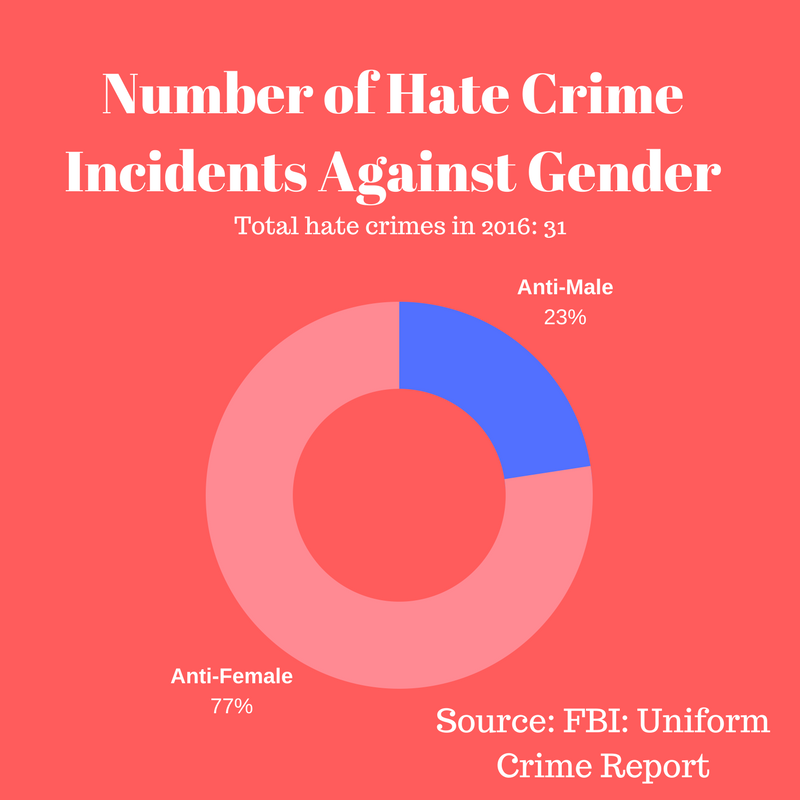 Number of Hate Crime
Incidents Against Gender
Total hate crimes in 2016: 31
Anti-Male
23%
Anti-Female
77%
Source: FBI: Uniform
Crime Report